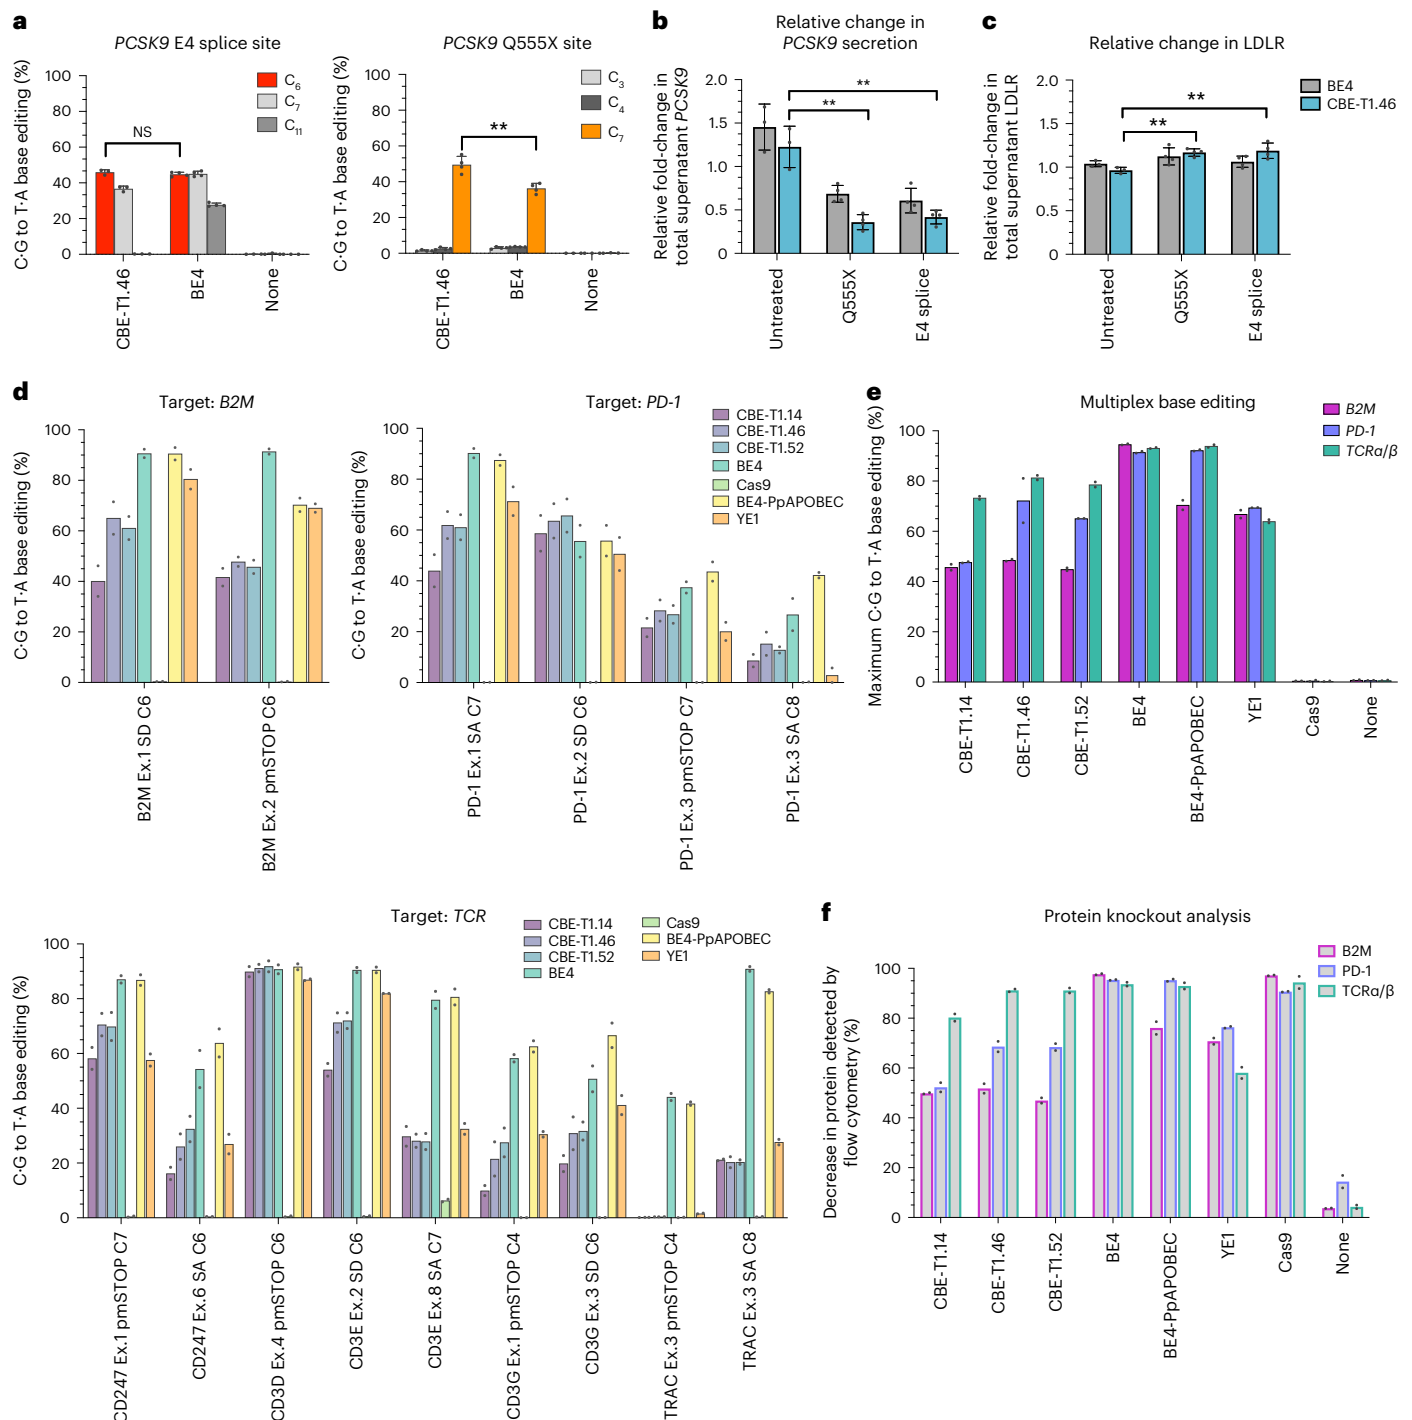 a
PCSK9 E4 splice site
C·G to T·A base editing (%)
100
80
60
40
20
0
NS
C6
C7
C11
CBE-T1.46
BE4
None
PCSK9 Q555X site
C·G to T·A base editing (%)
100
80
60
40
20
0
**
C3
C4
C7
CBE-T1.46
BE4
None
b
Relative change in
PCSK9 secretion
Relative fold-change in
total supernatant PCSK9
2.0
1.5
1.0
0.5
0
**
**
Untreated
Q555X
E4 splice
c
Relative change in LDLR
Relative fold-change in
total supernatant LDLR
2.0
1.5
1.0
0.5
0
**
**
BE4
CBE-T1.46
Untreated
Q555X
E4 splice
d
Target: B2M
C·G to T·A base editing (%)
100
80
60
40
20
0
B2M Ex.1 SD C6
B2M Ex.2 pmSTOP C6
Target: PD-1
C·G to T·A base editing (%)
100
80
60
40
20
0
CBE-T1.14
CBE-T1.46
CBE-T1.52
BE4
Cas9
BE4-PpAPOBEC
YE1
PD-1 Ex.1 SA C7
PD-1 Ex.2 SD C6
PD-1 Ex.3 pmSTOP C7
PD-1 Ex.3 SA C8
e
Multiplex base editing
Maximum C·G to T·A base editing (%)
100
80
60
40
20
0
B2M
PD-1
TCRα/β
CBE-T1.14
CBE-T1.46
CBE-T1.52
BE4
BE4-PpAPOBEC
YE1
Cas9
None
Target: TCR
C·G to T·A base editing (%)
100
80
60
40
20
0
CBE-T1.14
CBE-T1.46
CBE-T1.52
BE4
Cas9
BE4-PpAPOBEC
YE1
CD247 Ex.1 pmSTOP C7
CD247 Ex.6 SA C6
CD3D Ex.4 pmSTOP C6
CD3E Ex.2 SD C6
CD3E Ex.8 SA C7
CD3G Ex.1 pmSTOP C4
CD3G Ex.3 SD C6
TRAC Ex.3 pmSTOP C4
TRAC Ex.3 SA C8
f
Protein knockout analysis
Decrease in protein detected by
flow cytometry (%)
100
80
60
40
20
0
B2M
PD-1
TCRα/β
CBE-T1.14
CBE-T1.46
CBE-T1.52
BE4
BE4-PpAPOBEC
YE1
Cas9
None